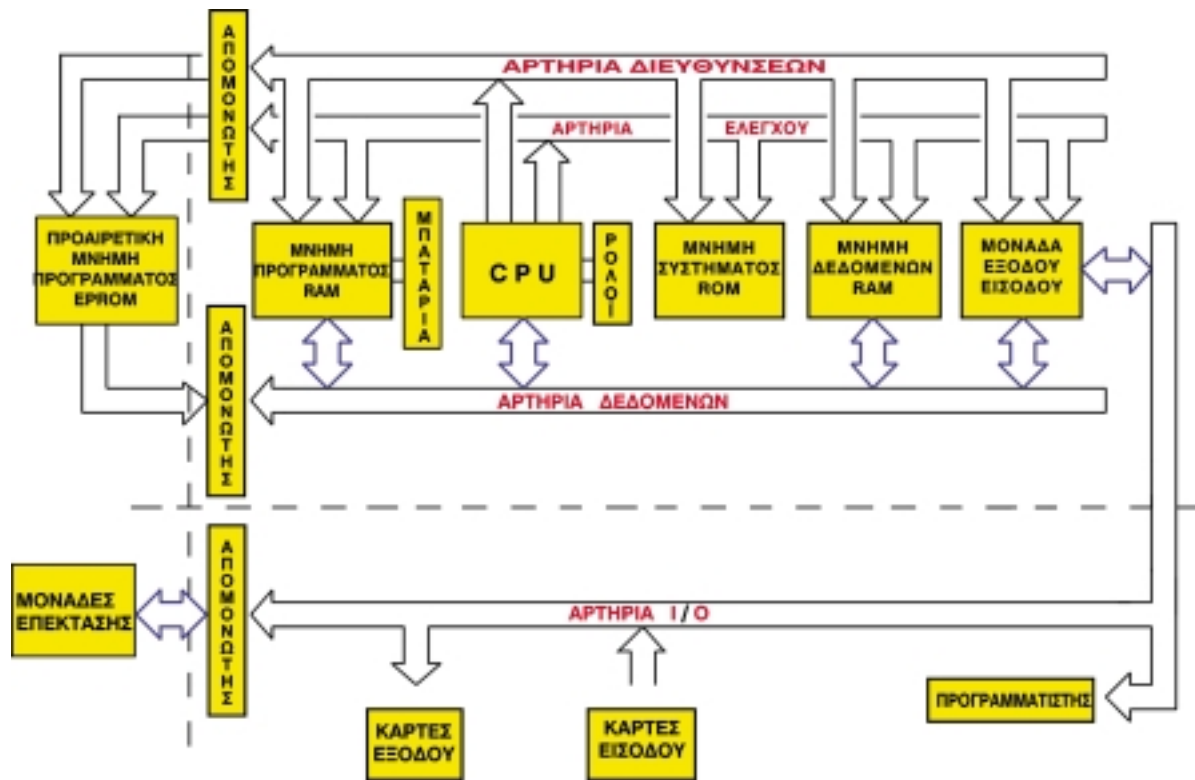 ΑΠΟΜΟΝΩΤΗΣ
ΑΡΤΗΡΙΑ ΔΙΕΥΘΥΝΣΕΩΝ
ΑΡΤΗΡΙΑ ΕΛΕΓΧΟΥ
ΠΡΟΑΙΡΕΤΙΚΗ
ΜΝΗΜΗ
ΠΡΟΓΡΑΜΜΑΤΟΣ
EPROM
ΜΝΗΜΗ
ΠΡΟΓΡΑΜΜΑΤΟΣ
RAM
ΜΠΑΤΑΡΙΑ
CPU
ΡΟΛΟΙ
ΜΝΗΜΗ
ΣΥΣΤΗΜΑΤΟΣ
ROM
ΜΝΗΜΗ
ΔΕΔΟΜΕΝΩΝ
RAM
ΜΟΝΑΔΑ
ΕΞΟΔΟΥ
ΕΙΣΟΔΟΥ
ΑΠΟΜΟΝΩΤΗΣ
ΑΡΤΗΡΙΑ ΔΕΔΟΜΕΝΩΝ
ΜΟΝΑΔΕΣ
ΕΠΕΚΤΑΣΗΣ
ΑΠΟΜΟΝΩΤΗΣ
ΑΡΤΗΡΙΑ I / O
ΚΑΡΤΕΣ
ΕΞΟΔΟΥ
ΚΑΡΤΕΣ
ΕΙΣΟΔΟΥ
ΠΡΟΓΡΑΜΜΑΤΙΣΤΗΣ